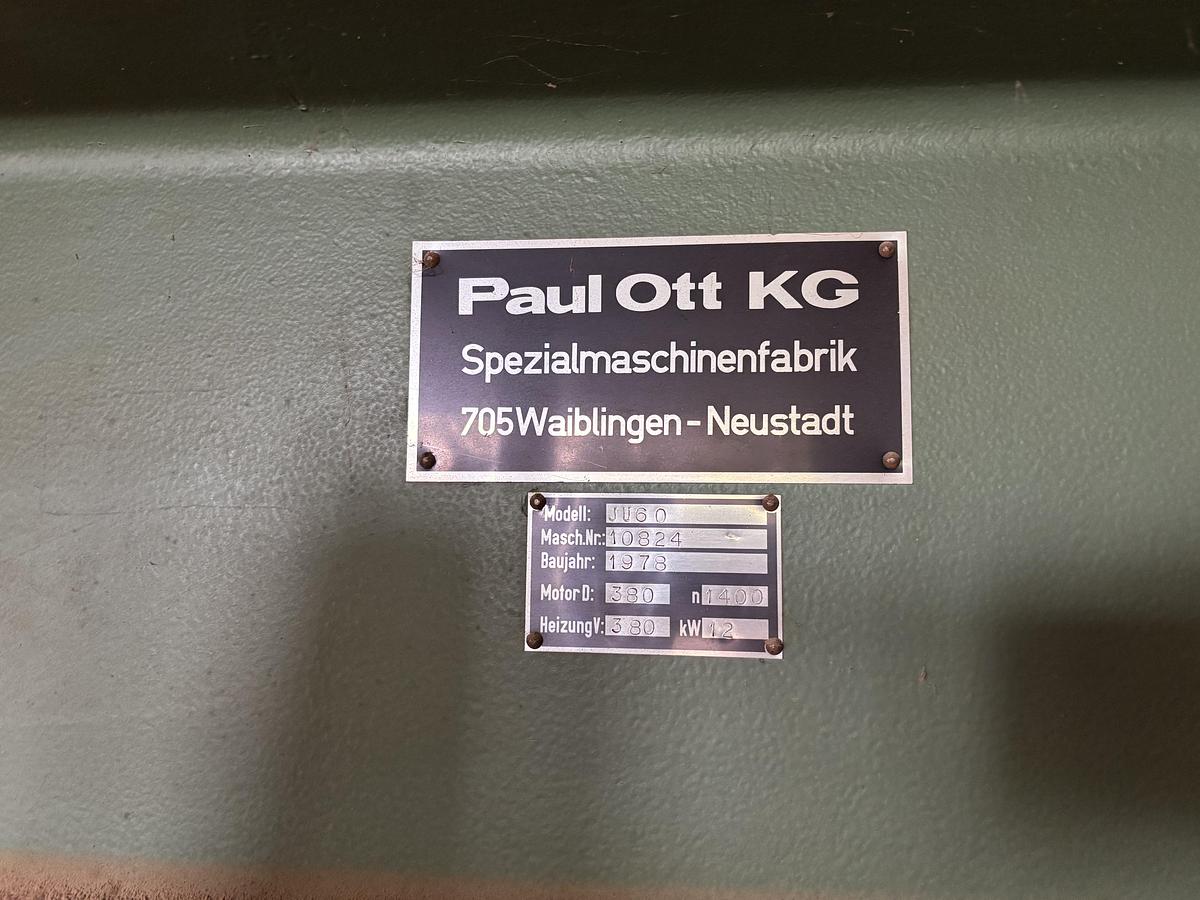 Paul Ott KG
Spezialmaschinenfabrik
705 Waiblingen - Neustadt
Modell: JU60
Masch.Nr.: 10824
Baujahr: 1978
Motor D: 380 n 1400
Heizung V: 380 kW 12